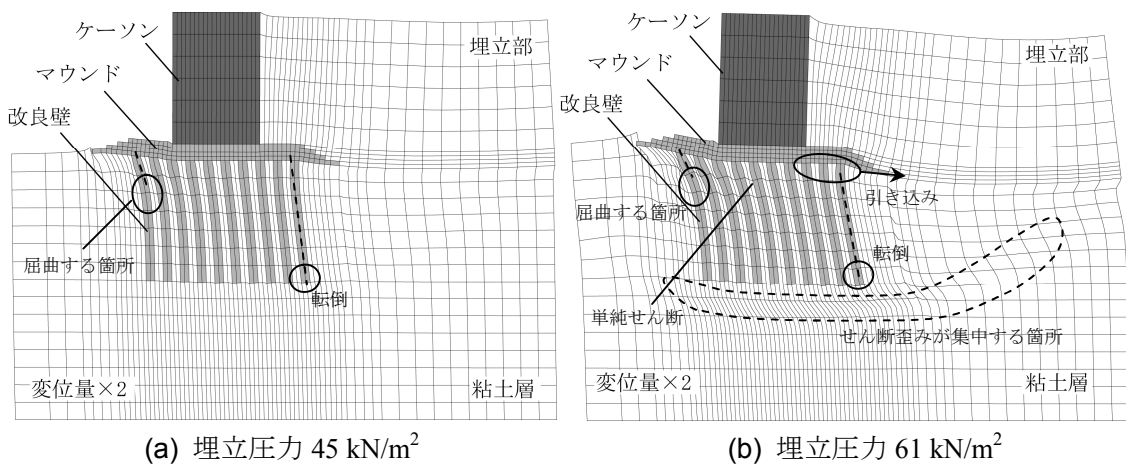 ケーソン
埋立部
マウンド
改良壁
屈曲する箇所
転倒
変位量×2
粘土層
(a) 埋立圧力 45 kN/m²
ケーソン
埋立部
マウンド
改良壁
引き込み
屈曲する箇所
転倒
単純せん断
せん断歪みが集中する箇所
変位量×2
粘土層
(b) 埋立圧力 61 kN/m²